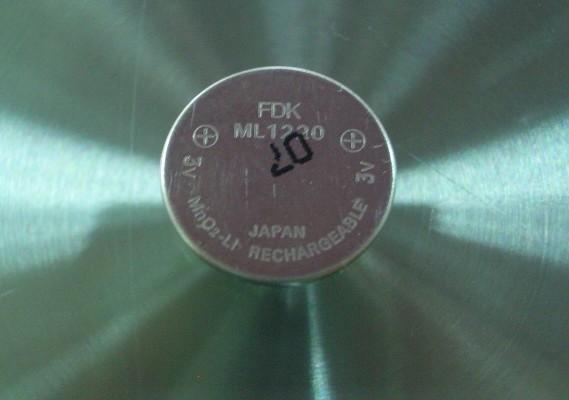 FDK
ML1220
⊕ ⊕
3V MnO₂-Li RECHARGEABLE 3V
JAPAN